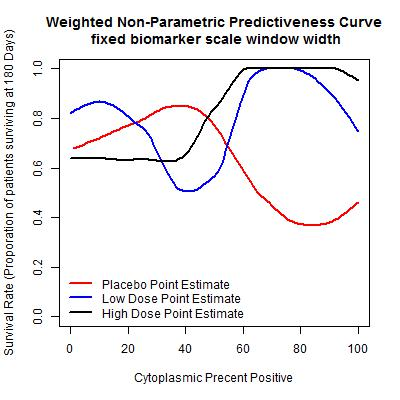 Weighted Non-Parametric Predictiveness Curve
fixed biomarker scale window width
Survival Rate (Proporation of patients surviving at 180 Days)
1.0
0.8
0.6
0.4
0.2
0.0
Placebo Point Estimate
Low Dose Point Estimate
High Dose Point Estimate
0 20 40 60 80 100
Cytoplasmic Precent Positive